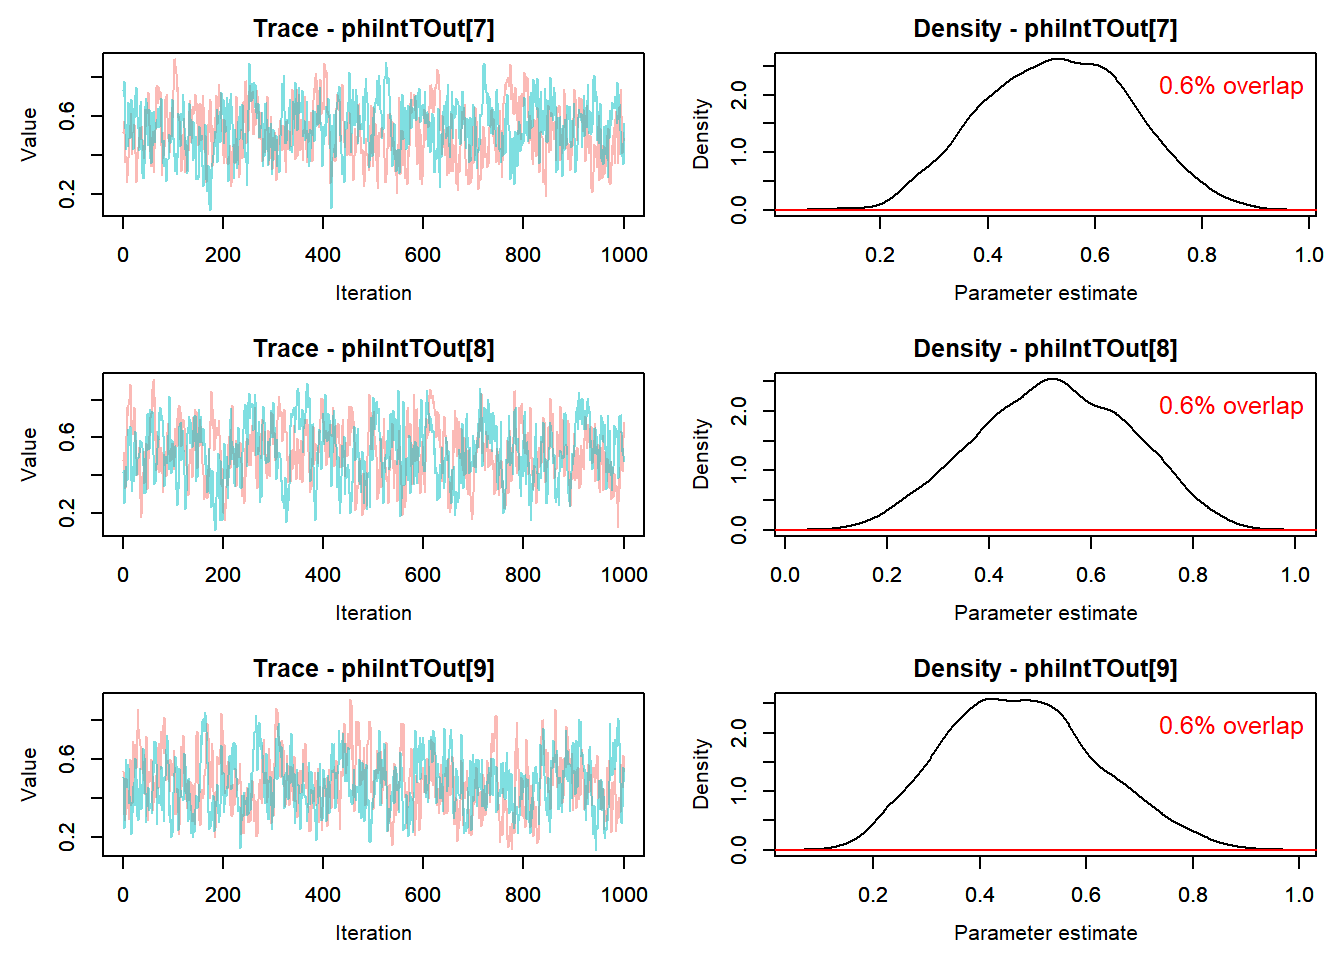 Trace - phiIntTOut[7]
Value
0.2 0.6
0 200 400 600 800 1000
Iteration
Density - phiIntTOut[7]
0.6% overlap
Density
0.0 1.0 2.0
0.2 0.4 0.6 0.8 1.0
Parameter estimate
Trace - phiIntTOut[8]
Value
0.2 0.6
0 200 400 600 800 1000
Iteration
Density - phiIntTOut[8]
0.6% overlap
Density
0.0 1.0 2.0
0.0 0.2 0.4 0.6 0.8 1.0
Parameter estimate
Trace - phiIntTOut[9]
Value
0.2 0.6
0 200 400 600 800 1000
Iteration
Density - phiIntTOut[9]
0.6% overlap
Density
0.0 1.0 2.0
0.2 0.4 0.6 0.8 1.0
Parameter estimate